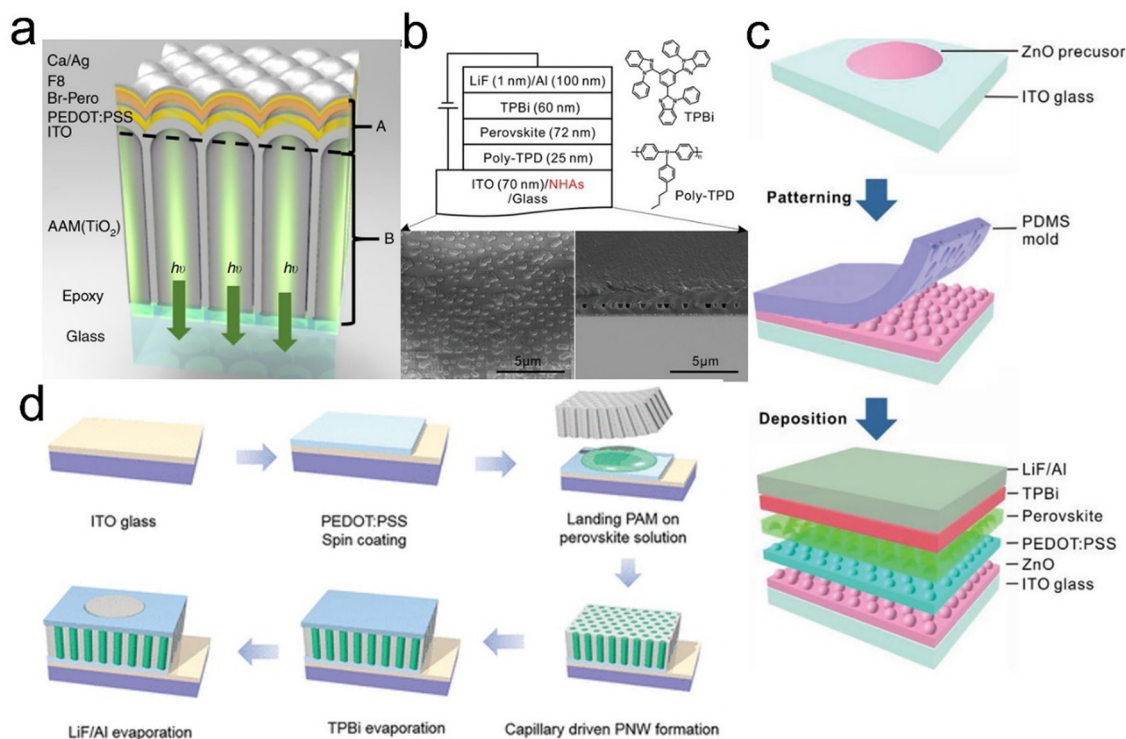 a
Ca/Ag
F8
Br-Pero
PEDOT:PSS
ITO
A
AAM(TiO2)
B
hυ
hυ
hυ
Epoxy
Glass
b
LiF (1 nm)/Al (100 nm)
TPBi (60 nm)
Perovskite (72 nm)
Poly-TPD (25 nm)
ITO (70 nm)/NHAs
/Glass
N
N
N
N
N
N
TPBi
N
n
Poly-TPD
5μm
5μm
c
ZnO precusor
ITO glass
Patterning
PDMS
mold
Deposition
LiF/Al
TPBi
Perovskite
PEDOT:PSS
ZnO
ITO glass
d
ITO glass
PEDOT:PSS
Spin coating
Landing PAM on
perovskite solution
LiF/Al evaporation
TPBi evaporation
Capillary driven PNW formation